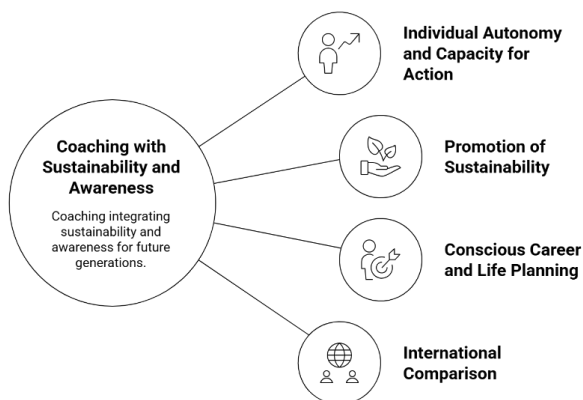 Coaching with
Sustainability and
Awareness
Coaching integrating
sustainability and
awareness for future
generations.
Individual Autonomy
and Capacity for
Action
Promotion of
Sustainability
Conscious Career
and Life Planning
International
Comparison